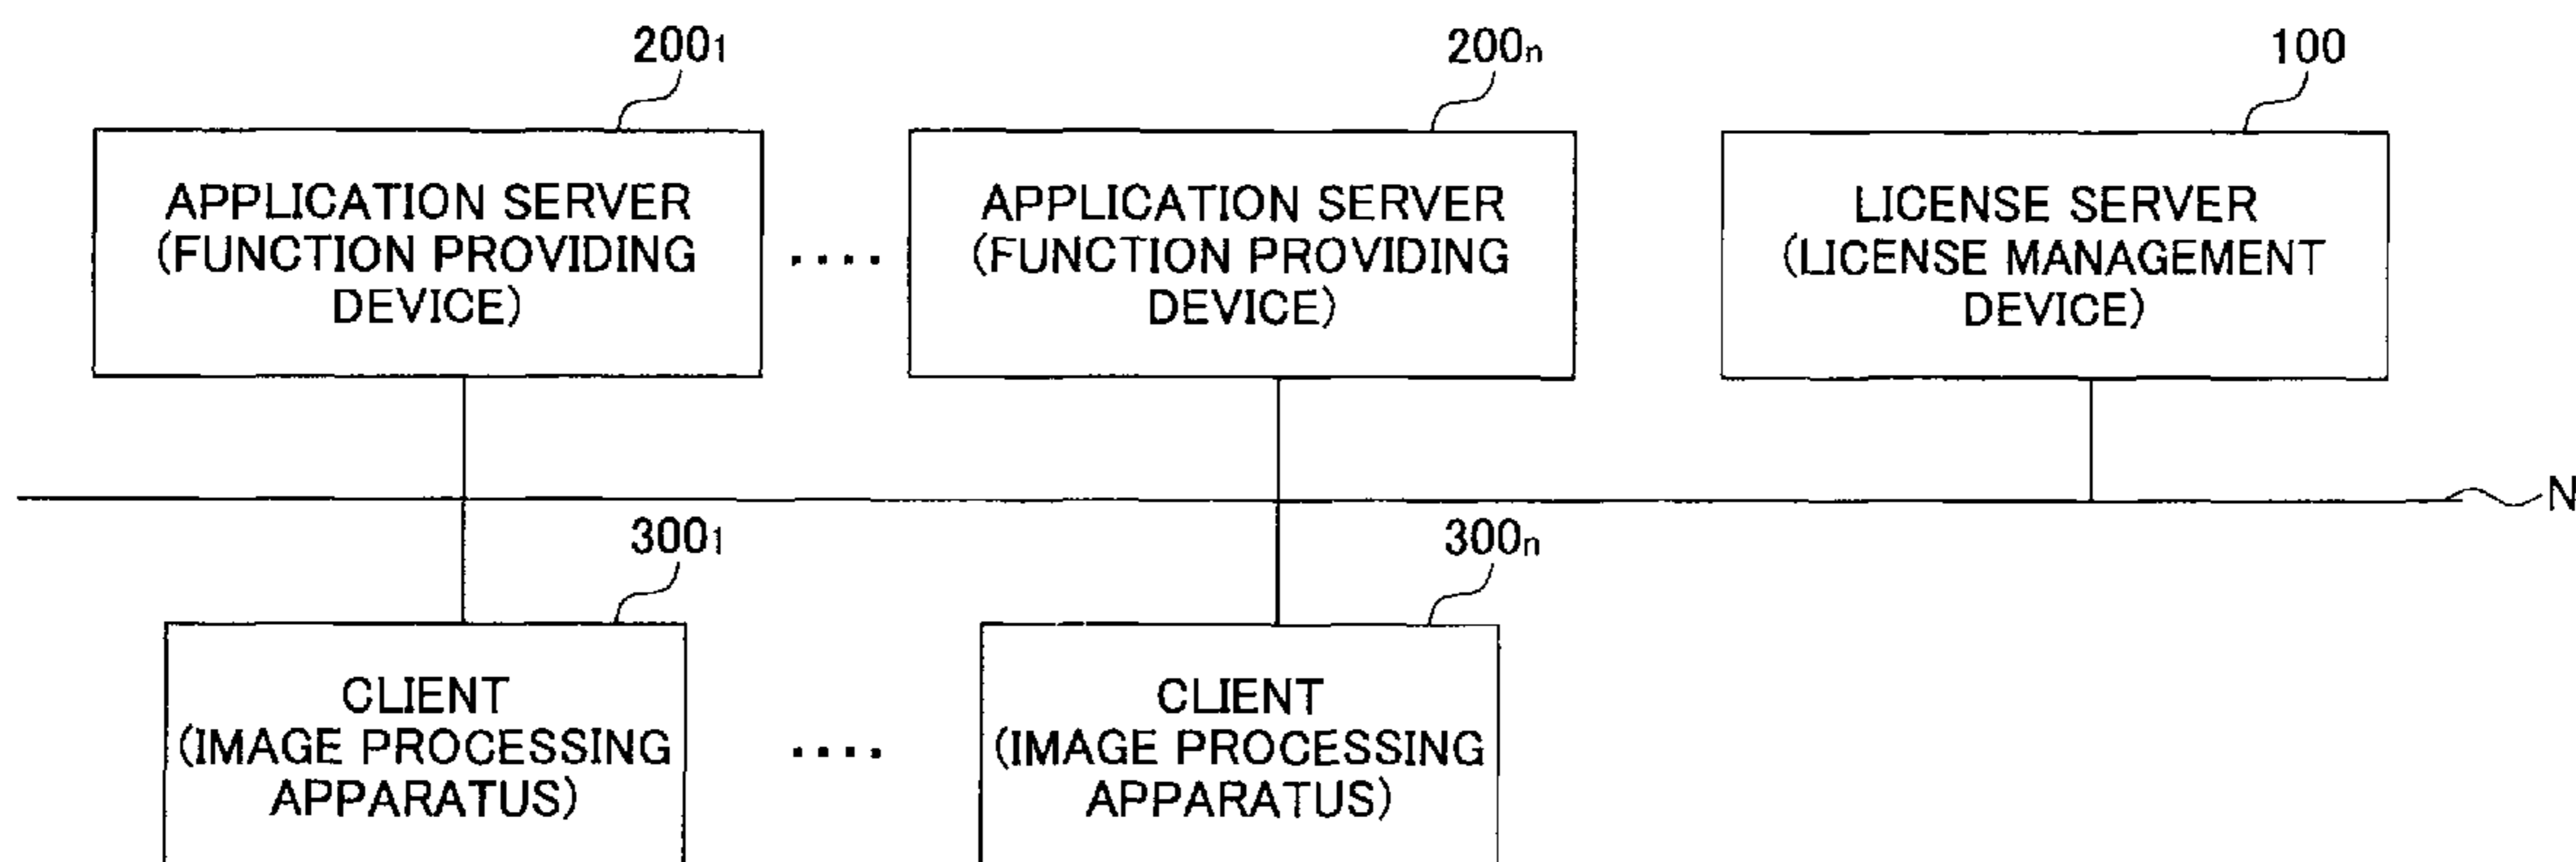 200₁
200ₙ
100
APPLICATION SERVER
(FUNCTION PROVIDING
DEVICE)
....
APPLICATION SERVER
(FUNCTION PROVIDING
DEVICE)
LICENSE SERVER
(LICENSE MANAGEMENT
DEVICE)
N
300₁
300ₙ
CLIENT
(IMAGE PROCESSING
APPARATUS)
....
CLIENT
(IMAGE PROCESSING
APPARATUS)